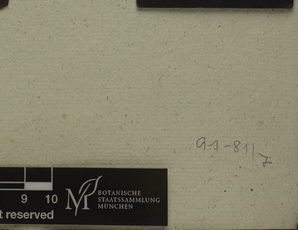 91-81/7
BOTANISCHE
STAATSSAMMLUNG
MÜNCHEN
9 10
t reserved